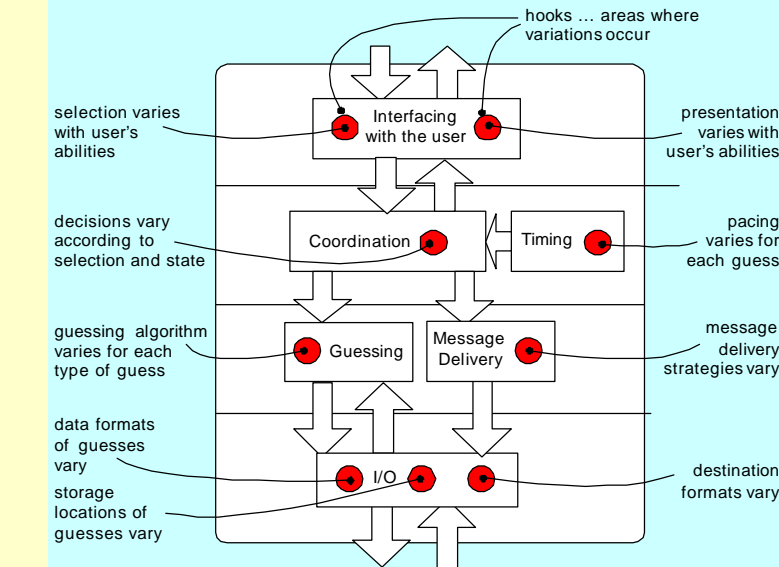 hooks … areas where
variations occur
selection varies
with user's
abilities
Interfacing
with the user
presentation
varies with
user's abilities
decisions vary
according to
selection and state
Coordination
Timing
pacing
varies for
each guess
guessing algorithm
varies for each
type of guess
Guessing
Message
Delivery
message
delivery
strategies vary
data formats
of guesses
vary
storage
locations of
guesses vary
I/O
destination
formats vary